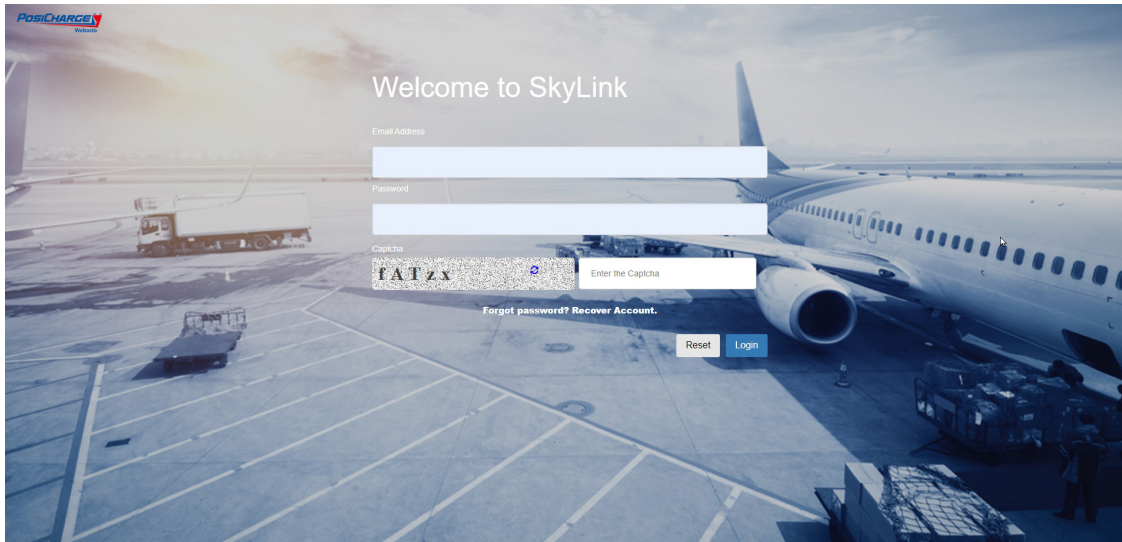 POSICHARGE
Webasto
Welcome to SkyLink
Email Address
Password
Captcha
fATzx
Enter the Captcha
Forgot password? Recover Account.
Reset Login